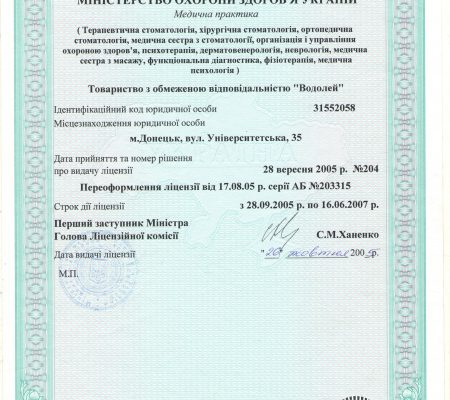 МІНІСТЕРСТВО ОХОРОНИ ЗДОРОВ'Я УКРАЇНИ
Медична практика
( Терапевтична стоматологія, хірургічна стоматологія, ортопедична
стоматологія, медична сестра з стоматології, організація і управління
охороною здоров'я, психотерапія, дерматовенерологія, неврологія, медична
сестра з масажу, функціональна діагностика, фізіотерапія, медична
психологія )
Товариство з обмеженою відповідальністю "Водолей"
Ідентифікаційний код юридичної особи 31552058
Місцезнаходження юридичної особи
м.Донецьк, вул. Університетська, 35
Дата прийняття та номер рішення
про видачу ліцензії 28 вересня 2005 р. №204
Переоформлення ліцензії від 17.08.05 р. серії АБ №203315
Строк дії ліцензії з 28.09.2005 р. по 16.06.2007 р.
Перший заступник Міністра
Голова Ліцензійної комісії С.М.Ханенко
Дата видачі ліцензії "20" жовтня 2005р.
М.П.